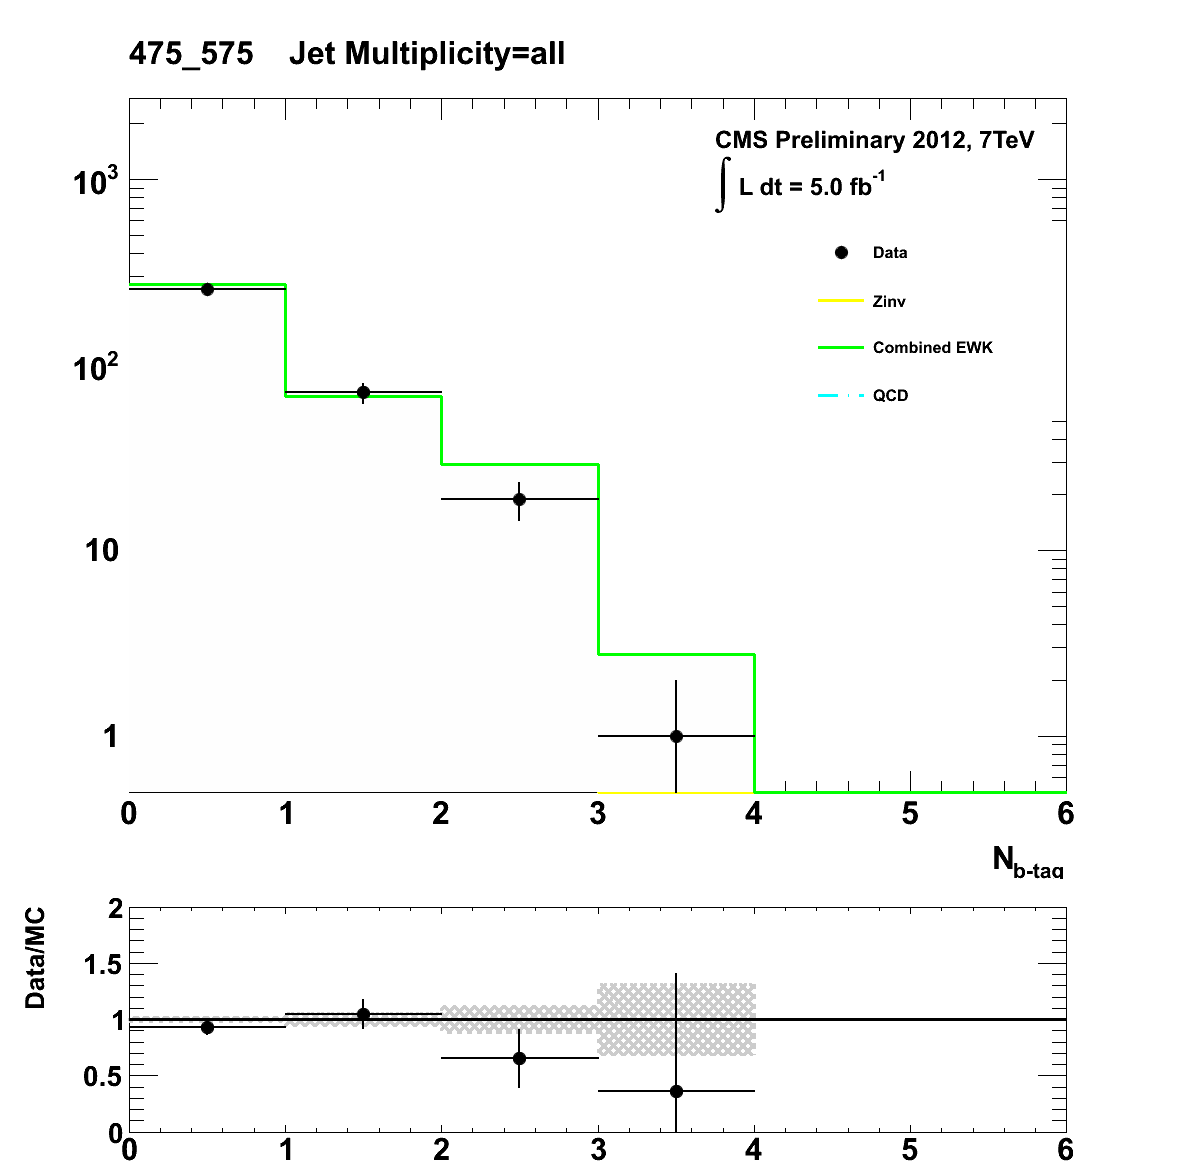 475_575 Jet Multiplicity=all
CMS Preliminary 2012, 7TeV
∫ L dt = 5.0 fb⁻¹
Data
Zinv
Combined EWK
QCD
10³
10²
10
1
0 1 2 3 4 5 6
N_b-tag
Data/MC
2
1.5
1
0.5
0
0 1 2 3 4 5 6